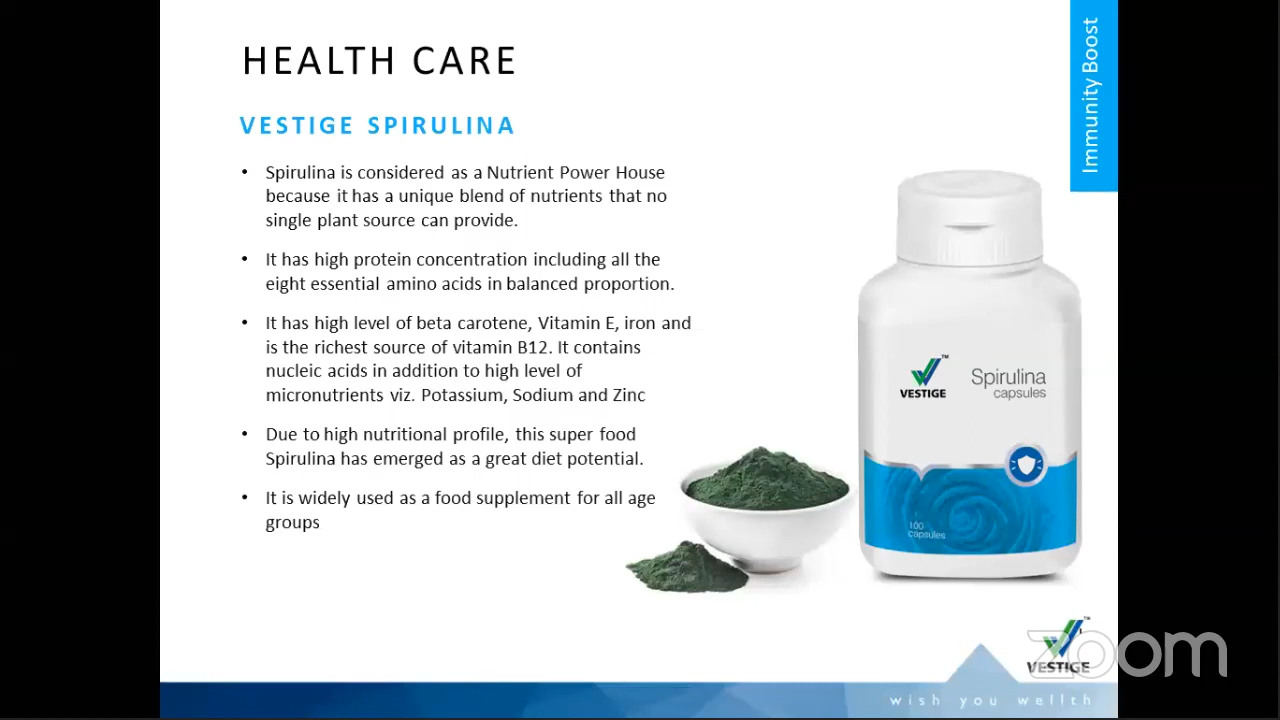 HEALTH CARE
Immunity Boost
VESTIGE SPIRULINA
• Spirulina is considered as a Nutrient Power House
because it has a unique blend of nutrients that no
single plant source can provide.
• It has high protein concentration including all the
eight essential amino acids in balanced proportion.
• It has high level of beta carotene, Vitamin E, iron and
is the richest source of vitamin B12. It contains
nucleic acids in addition to high level of
micronutrients viz. Potassium, Sodium and Zinc
• Due to high nutritional profile, this super food
Spirulina has emerged as a great diet potential.
• It is widely used as a food supplement for all age
groups
TM
VESTIGE
Spirulina
capsules
100
capsules
TM
VESTIGE
zoom
wish you wellth